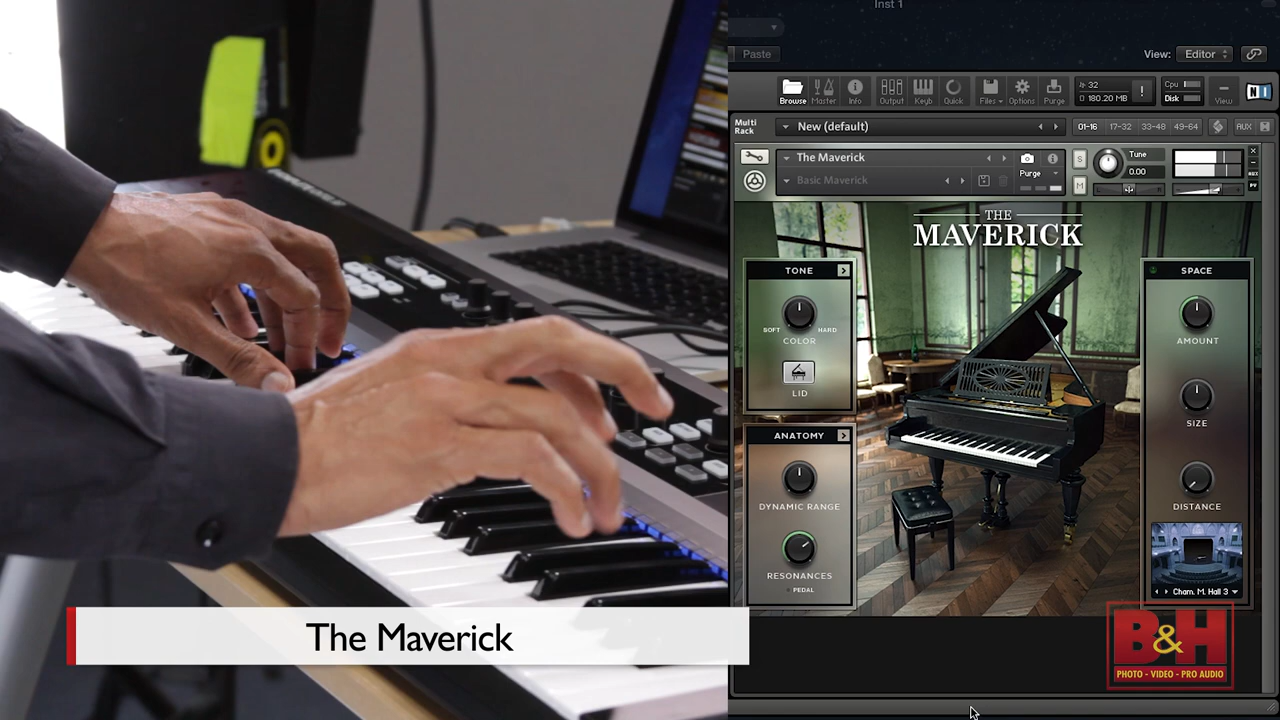 Inst 1
Paste
View: Editor
Browse Master Info Output Keyb Quick Files Options Purge
32
180.20 MB
!
Cpu
Disk
View
NI
Multi Rack
New (default)
01-16 17-32 33-48 49-64
AUX
The Maverick
Basic Maverick
Purge
S
M
Tune
0.00
AUX
PV
THE
MAVERICK
TONE
SOFT HARD
COLOR
LID
ANATOMY
DYNAMIC RANGE
RESONANCES
PEDAL
SPACE
AMOUNT
SIZE
DISTANCE
Cham. M. Hall 3
The Maverick
B&H
PHOTO - VIDEO - PRO AUDIO